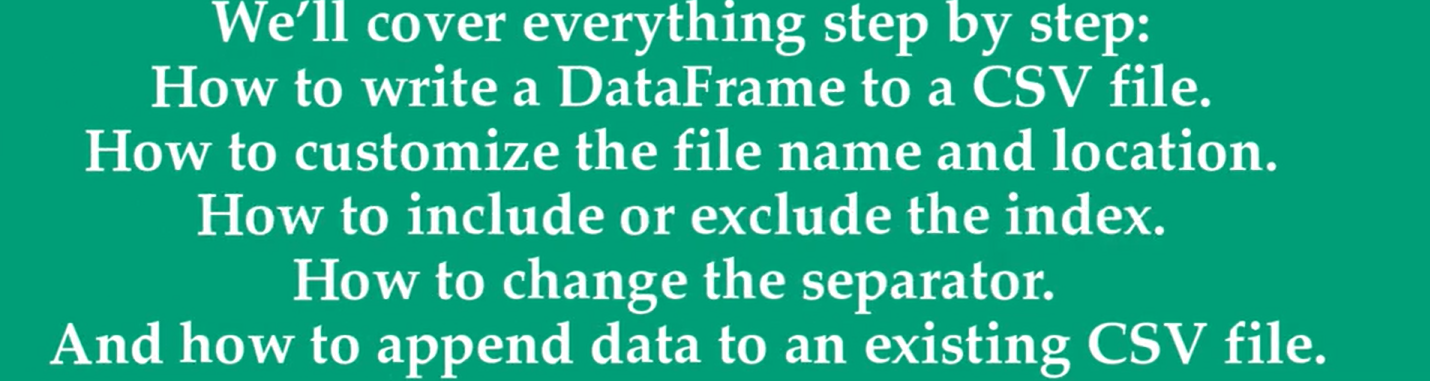 We’ll cover everything step by step:
How to write a DataFrame to a CSV file.
How to customize the file name and location.
How to include or exclude the index.
How to change the separator.
And how to append data to an existing CSV file.